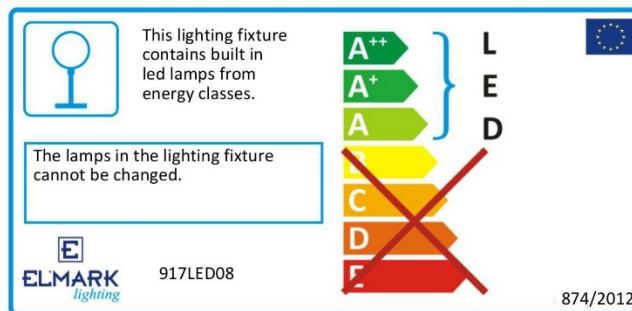 This lighting fixture
contains built in
led lamps from
energy classes.
The lamps in the lighting fixture
cannot be changed.
E
ELMARK
lighting
917LED08
A++
A+
A
B
C
D
E
L
E
D
874/2012